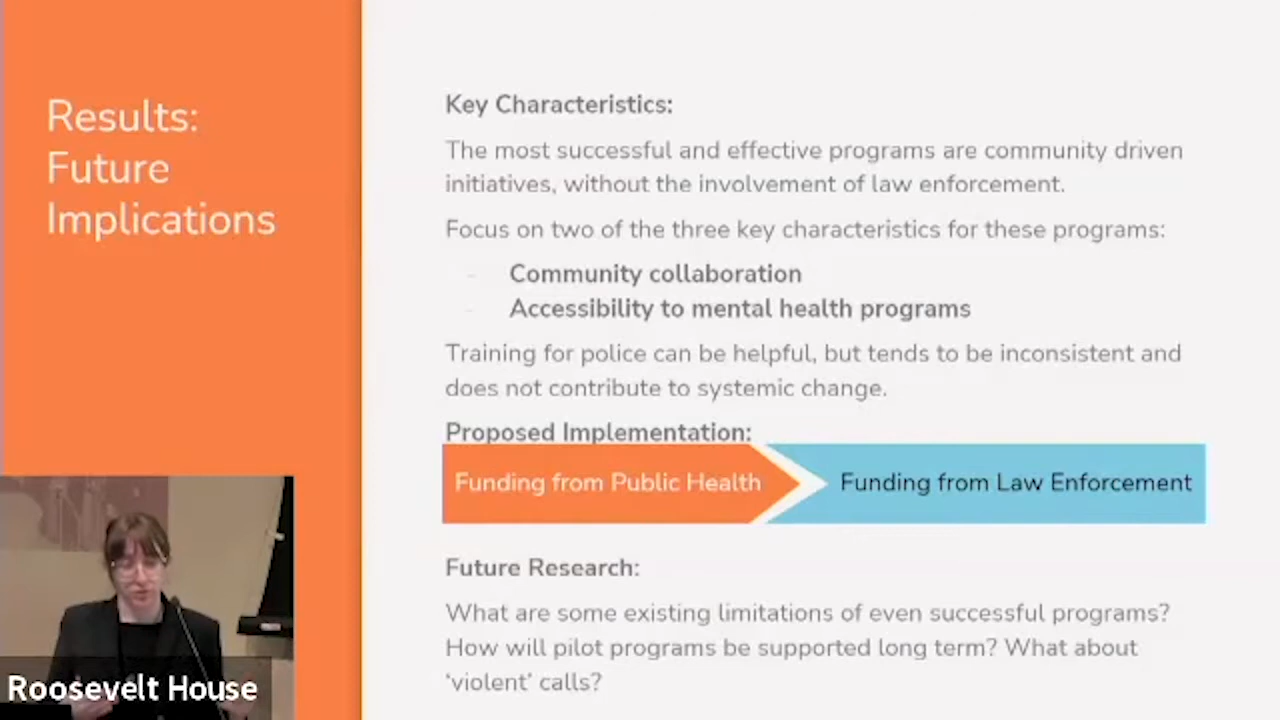 Results:
Future
Implications
Key Characteristics:
The most successful and effective programs are community driven
initiatives, without the involvement of law enforcement.
Focus on two of the three key characteristics for these programs:
- Community collaboration
- Accessibility to mental health programs
Training for police can be helpful, but tends to be inconsistent and
does not contribute to systemic change.
Proposed Implementation:
Funding from Public Health
Funding from Law Enforcement
Future Research:
What are some existing limitations of even successful programs?
How will pilot programs be supported long term? What about
‘violent’ calls?
Roosevelt House